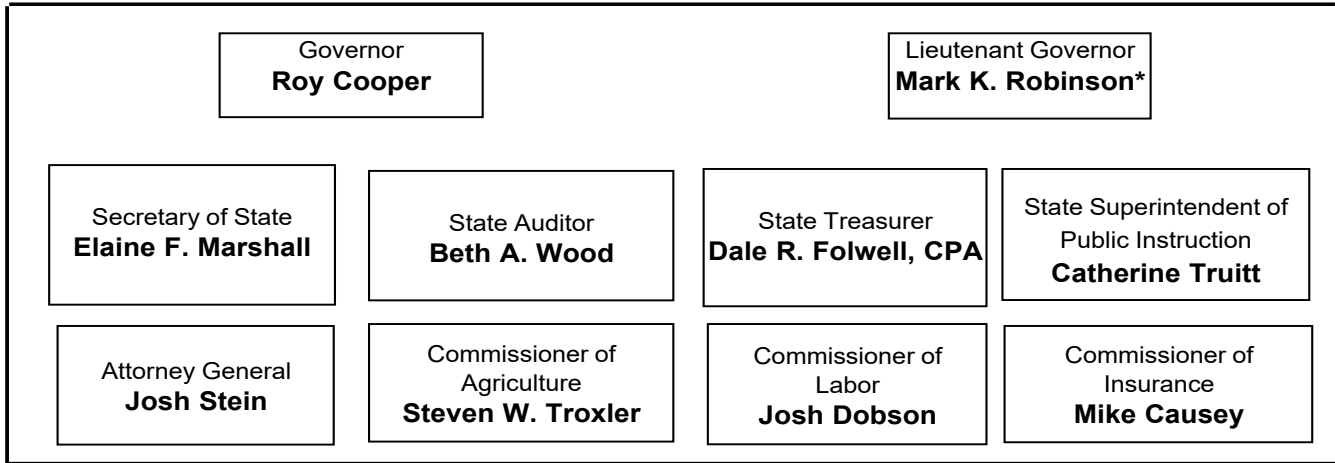 Governor
Roy Cooper
Lieutenant Governor
Mark K. Robinson*
Secretary of State
Elaine F. Marshall
State Auditor
Beth A. Wood
State Treasurer
Dale R. Folwell, CPA
State Superintendent of
Public Instruction
Catherine Truitt
Attorney General
Josh Stein
Commissioner of
Agriculture
Steven W. Troxler
Commissioner of
Labor
Josh Dobson
Commissioner of
Insurance
Mike Causey